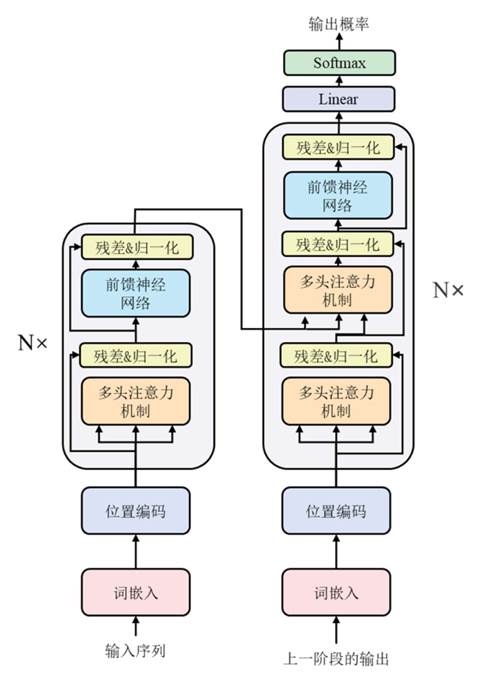 输出概率
Softmax
Linear
残差&归一化
前馈神经
网络
残差&归一化
多头注意力
机制
N×
残差&归一化
多头注意力
机制
位置编码
词嵌入
上一阶段的输出
残差&归一化
前馈神经
网络
N×
残差&归一化
多头注意力
机制
位置编码
词嵌入
输入序列